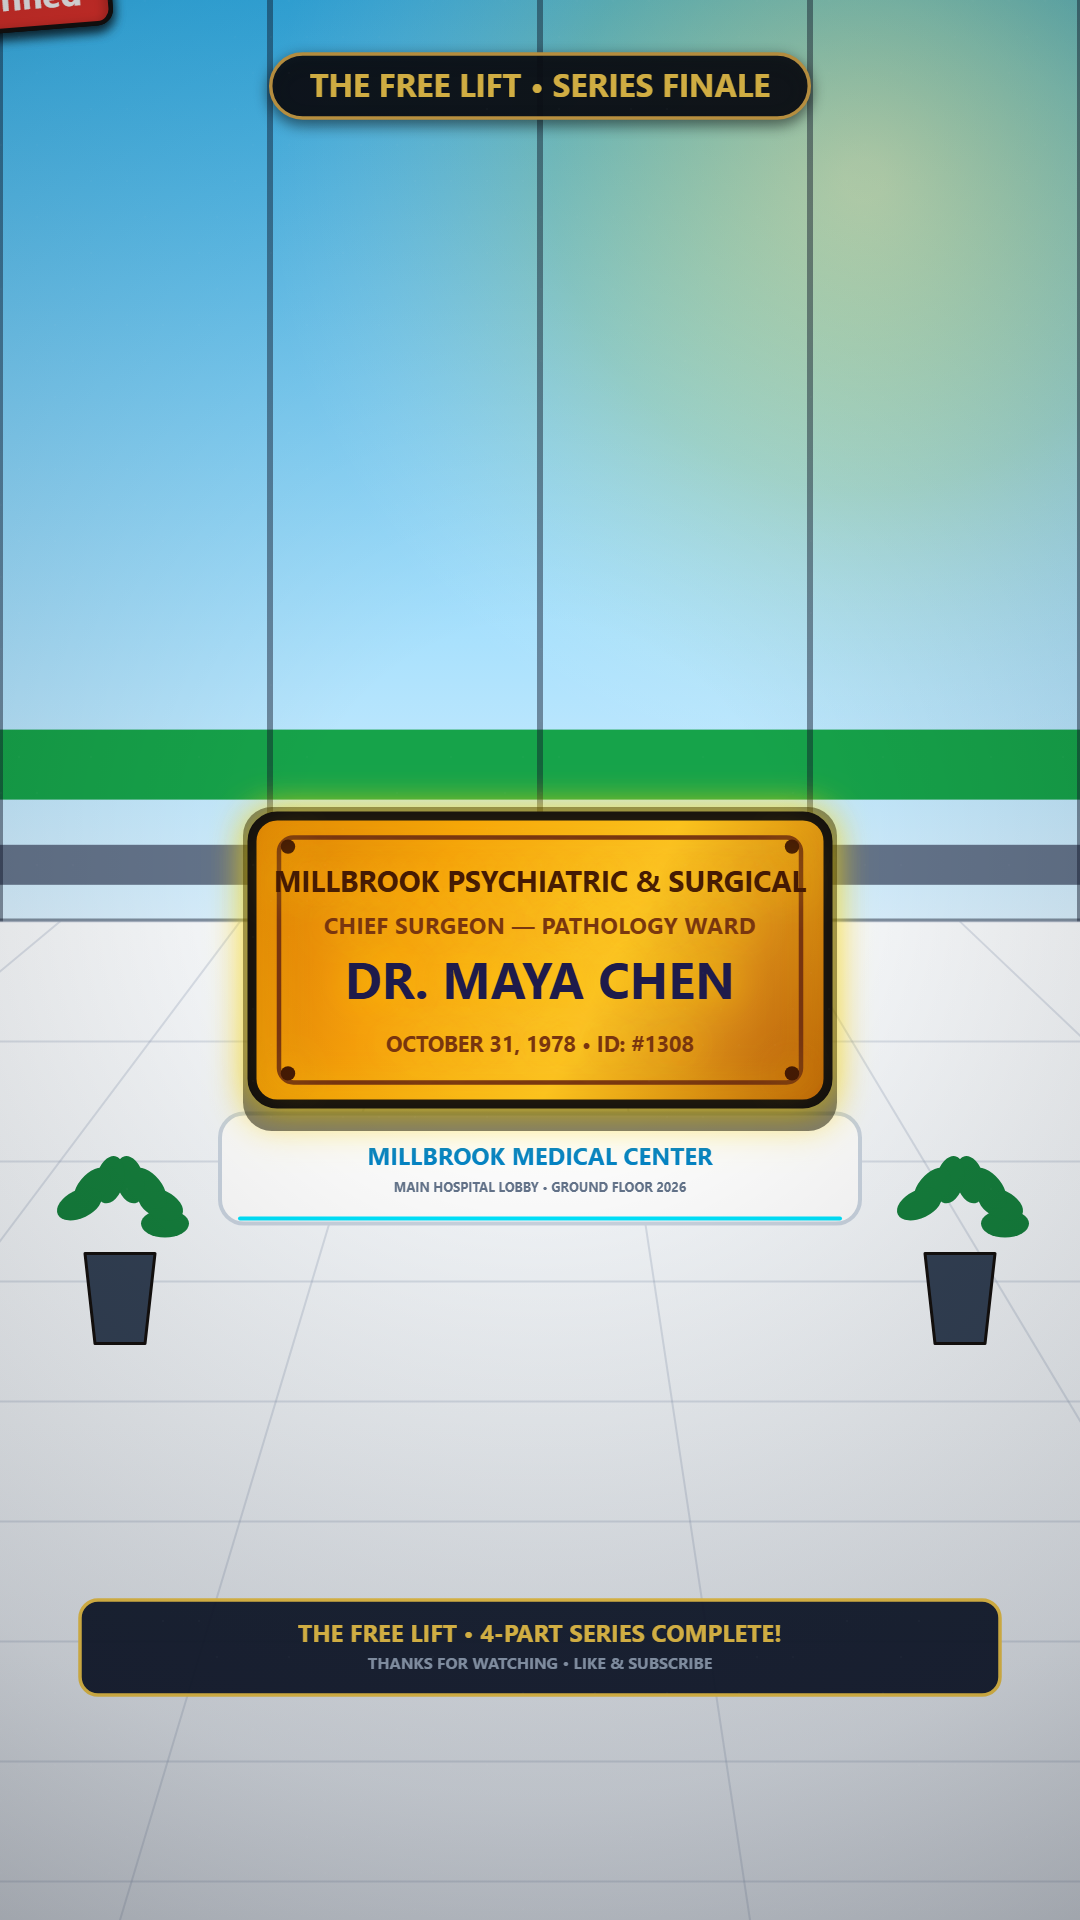 THE FREE LIFT • SERIES FINALE
MILLBROOK PSYCHIATRIC & SURGICAL
CHIEF SURGEON — PATHOLOGY WARD
DR. MAYA CHEN
OCTOBER 31, 1978 • ID: #1308
MILLBROOK MEDICAL CENTER
MAIN HOSPITAL LOBBY • GROUND FLOOR 2026
THE FREE LIFT • 4-PART SERIES COMPLETE!
THANKS FOR WATCHING • LIKE & SUBSCRIBE